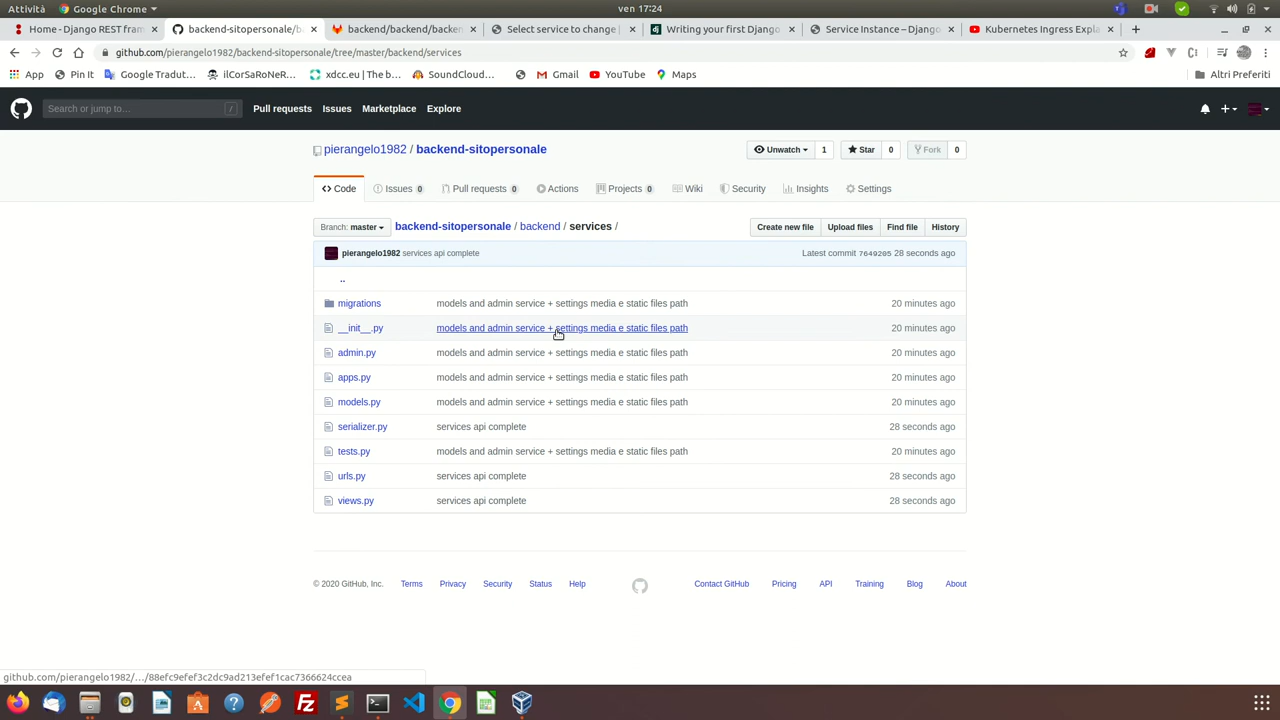 Attività
Google Chrome
ven 17:24
Home - Django REST fram
backend-sitopersonale/b
backend/backend/backen
Select service to change |
Writing your first Django
Service Instance – Django
Kubernetes Ingress Expla
github.com/pierangelo1982/backend-sitopersonale/tree/master/backend/services
App
Pin It
Google Tradut...
ilCorSaRoNeR...
xdcc.eu | The b...
SoundCloud...
Gmail
YouTube
Maps
Altri Preferiti
Search or jump to...
/
Pull requests
Issues
Marketplace
Explore
pierangelo1982 / backend-sitopersonale
Unwatch
1
Star
0
Fork
0
Code
Issues 0
Pull requests 0
Actions
Projects 0
Wiki
Security
Insights
Settings
Branch: master
backend-sitopersonale / backend / services /
Create new file
Upload files
Find file
History
pierangelo1982 services api complete
Latest commit 7649205 28 seconds ago
..
migrations models and admin service + settings media e static files path 20 minutes ago
__init__.py models and admin service + settings media e static files path 20 minutes ago
admin.py models and admin service + settings media e static files path 20 minutes ago
apps.py models and admin service + settings media e static files path 20 minutes ago
models.py models and admin service + settings media e static files path 20 minutes ago
serializer.py services api complete 28 seconds ago
tests.py models and admin service + settings media e static files path 20 minutes ago
urls.py services api complete 28 seconds ago
views.py services api complete 28 seconds ago
© 2020 GitHub, Inc.
Terms
Privacy
Security
Status
Help
Contact GitHub
Pricing
API
Training
Blog
About
github.com/pierangelo1982/.../88efc9efef3c2dc9ad213efef1cac7366624ccea